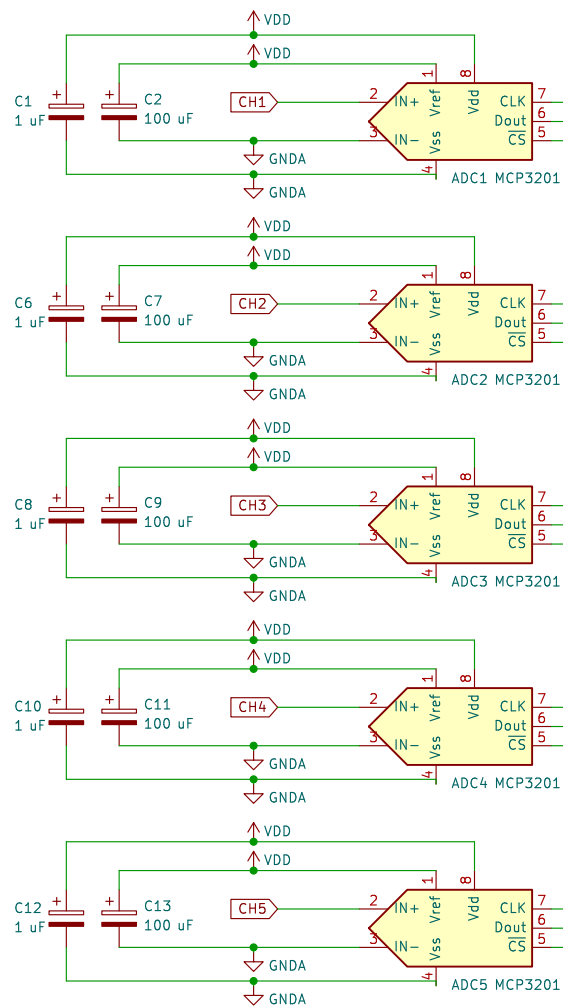 VDD
VDD
C1
1 uF
+
C2
100 uF
+
CH1
1
8
2
IN+
Vref
Vdd
CLK
7
Dout
6
3
IN−
Vss
CS
5
GNDA
4
GNDA
ADC1 MCP3201
VDD
VDD
C6
1 uF
+
C7
100 uF
+
CH2
1
8
2
IN+
Vref
Vdd
CLK
7
Dout
6
3
IN−
Vss
CS
5
GNDA
4
GNDA
ADC2 MCP3201
VDD
VDD
C8
1 uF
+
C9
100 uF
+
CH3
1
8
2
IN+
Vref
Vdd
CLK
7
Dout
6
3
IN−
Vss
CS
5
GNDA
4
GNDA
ADC3 MCP3201
VDD
VDD
C10
1 uF
+
C11
100 uF
+
CH4
1
8
2
IN+
Vref
Vdd
CLK
7
Dout
6
3
IN−
Vss
CS
5
GNDA
4
GNDA
ADC4 MCP3201
VDD
VDD
C12
1 uF
+
C13
100 uF
+
CH5
1
8
2
IN+
Vref
Vdd
CLK
7
Dout
6
3
IN−
Vss
CS
5
GNDA
4
GNDA
ADC5 MCP3201